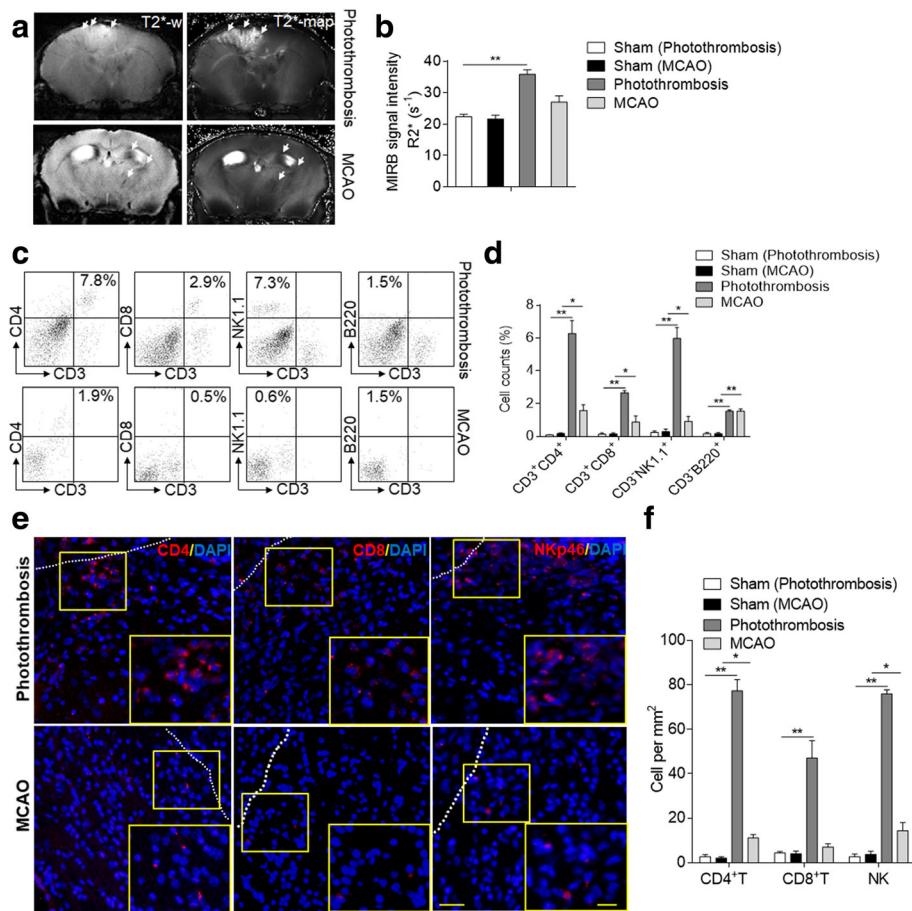 a
T2*-w
T2*-map
Photothrombosis
MCAO
b
MIRB signal intensity
R2* (s-1)
40
30
20
10
0
**
Sham (Photothrombosis)
Sham (MCAO)
Photothrombosis
MCAO
c
7.8%
2.9%
7.3%
1.5%
CD4
CD8
NK1.1
B220
CD3
CD3
CD3
CD3
Photothrombosis
1.9%
0.5%
0.6%
1.5%
CD4
CD8
NK1.1
B220
CD3
CD3
CD3
CD3
MCAO
d
Sham (Photothrombosis)
Sham (MCAO)
Photothrombosis
MCAO
Cell counts (%)
8
6
4
2
0
** *
** *
** *
** **
CD3+CD4+
CD3+CD8+
CD3-NK1.1+
CD3-B220+
e
Photothrombosis
CD4/DAPI
CD8/DAPI
NKp46/DAPI
MCAO
f
Sham (Photothrombosis)
Sham (MCAO)
Photothrombosis
MCAO
Cell per mm2
100
80
60
40
20
0
** *
**
** *
CD4+T
CD8+T
NK